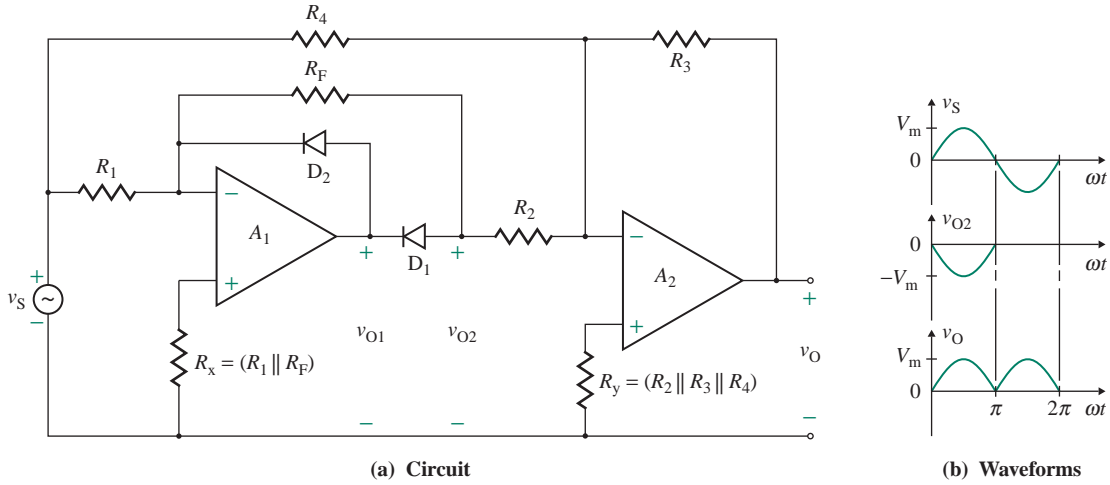 R4
R3
RF
D2
R1
R2
A1
D1
A2
−
+
+
+
−
+
+
−
vS
+
−
vO1
vO2
vO
Rx = (R1 || RF)
Ry = (R2 || R3 || R4)
−
−
−
(a) Circuit
vS
Vm
0
ωt
vO2
0
ωt
−Vm
vO
Vm
0
π
2π
ωt
(b) Waveforms